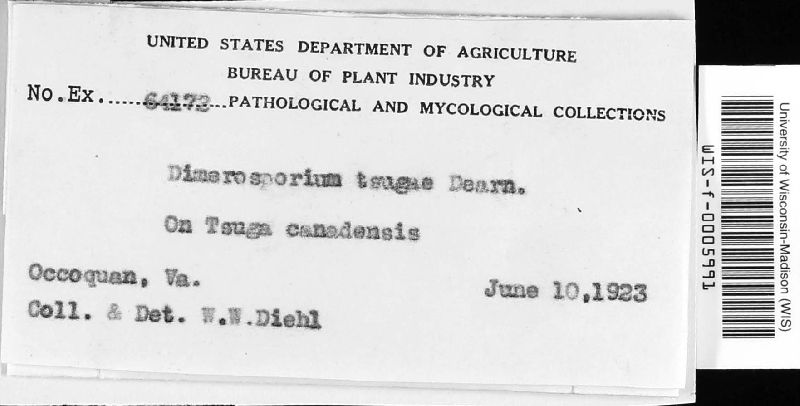 UNITED STATES DEPARTMENT OF AGRICULTURE
BUREAU OF PLANT INDUSTRY
No.Ex......64173...PATHOLOGICAL AND MYCOLOGICAL COLLECTIONS
Dimerosporium tsugae Dearn.
On Tsuga canadensis
Occoquan, Va. June 10,1923
Coll. & Det. W.W.Diehl
University of Wisconsin-Madison (WIS)
WIS-f-0005991